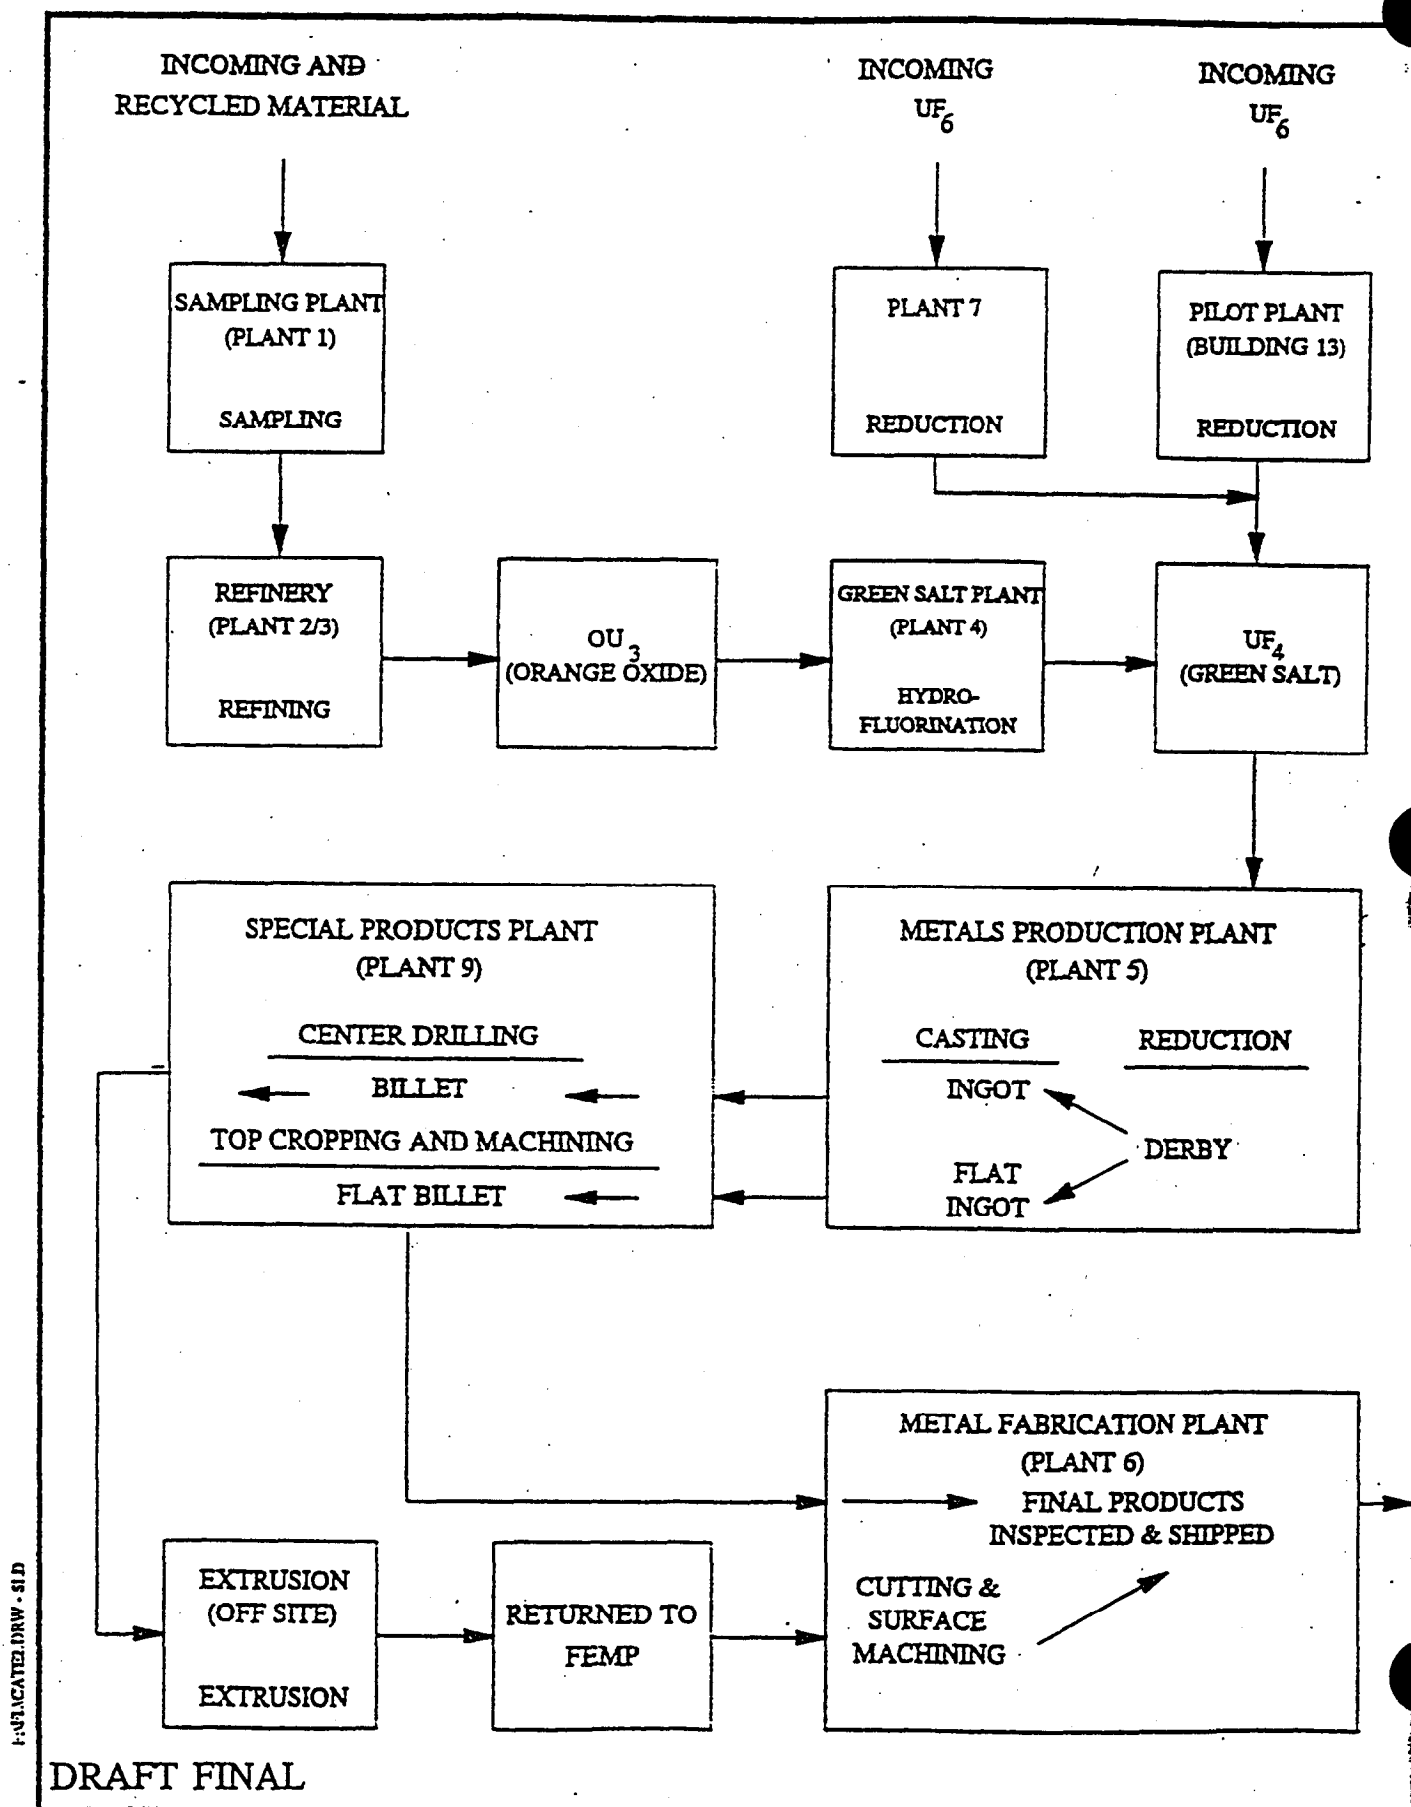 INCOMING AND
RECYCLED MATERIAL
INCOMING
UF6
INCOMING
UF6
SAMPLING PLANT
(PLANT 1)
SAMPLING
PLANT 7
REDUCTION
PILOT PLANT
(BUILDING 13)
REDUCTION
REFINERY
(PLANT 2/3)
REFINING
OU3
(ORANGE OXIDE)
GREEN SALT PLANT
(PLANT 4)
HYDRO-
FLUORINATION
UF4
(GREEN SALT)
SPECIAL PRODUCTS PLANT
(PLANT 9)
CENTER DRILLING
BILLET
TOP CROPPING AND MACHINING
FLAT BILLET
METALS PRODUCTION PLANT
(PLANT 5)
CASTING
REDUCTION
INGOT
DERBY
FLAT
INGOT
METAL FABRICATION PLANT
(PLANT 6)
FINAL PRODUCTS
INSPECTED & SHIPPED
CUTTING &
SURFACE
MACHINING
EXTRUSION
(OFF SITE)
EXTRUSION
RETURNED TO
FEMP
DRAFT FINAL